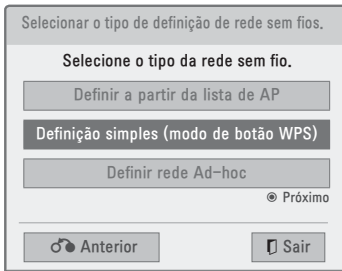 Selecionar o tipo de definição de rede sem fios.
Selecione o tipo da rede sem fio.
Definir a partir da lista de AP
Definição simples (modo de botão WPS)
Definir rede Ad-hoc
Próximo
Anterior
Sair